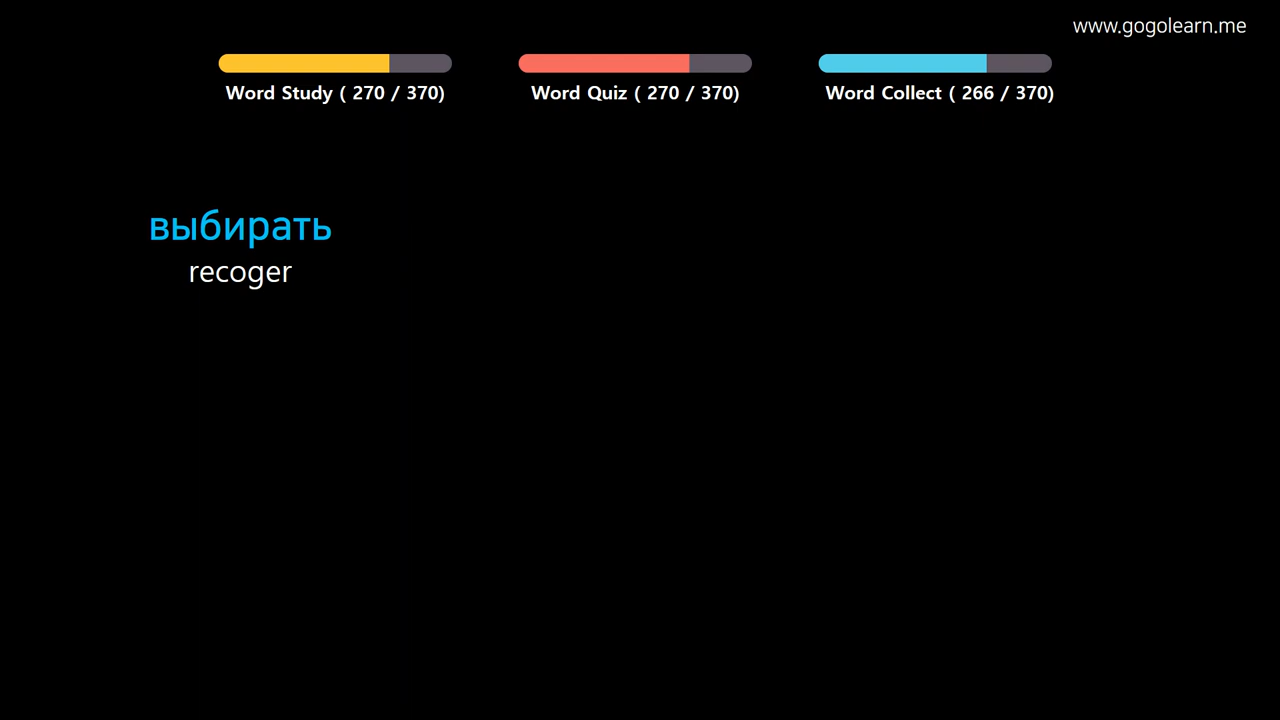 www.gogolearn.me
Word Study ( 270 / 370)
Word Quiz ( 270 / 370)
Word Collect ( 266 / 370)
выбирать
recoger